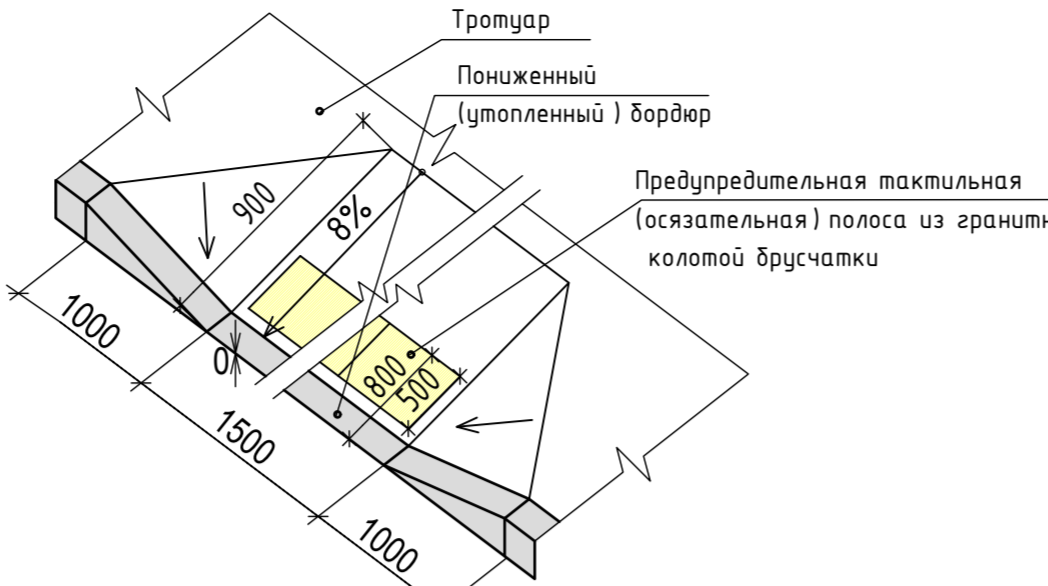 Тротуар
Пониженный
(утопленный ) бордюр
Предупредительная тактильная
(осязательная) полоса из гранитн
колотой брусчатки
900
8%
800
500
0
1000
1500
1000